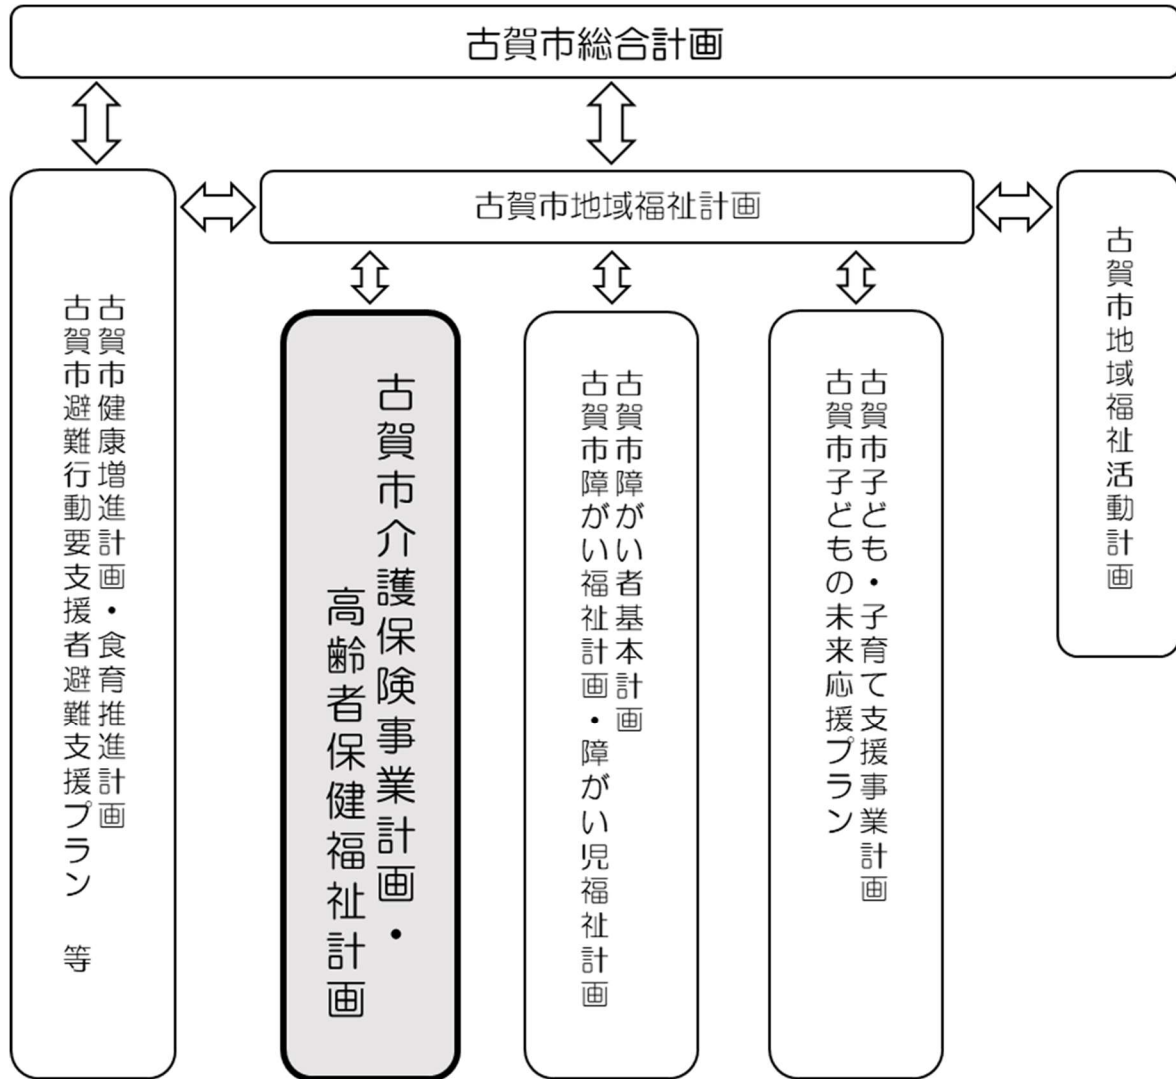 古賀市総合計画
古賀市地域福祉計画
古賀市健康増進計画・食育推進計画
古賀市避難行動要支援者避難支援プラン　等
古賀市介護保険事業計画・
高齢者保健福祉計画
古賀市障がい者基本計画
古賀市障がい福祉計画・障がい児福祉計画
古賀市子ども・子育て支援事業計画
古賀市子どもの未来応援プラン
古賀市地域福祉活動計画